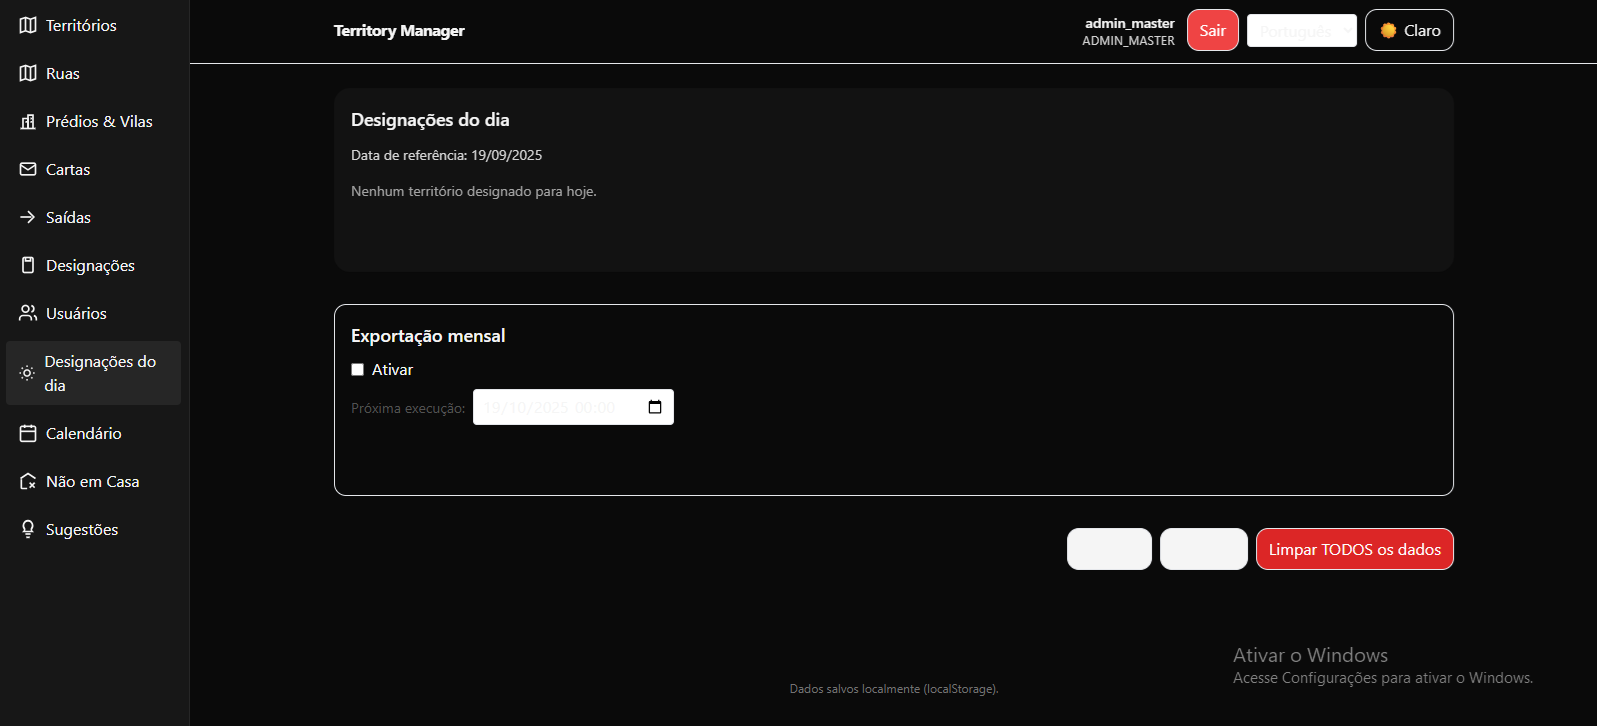 Territórios
Ruas
Prédios & Vilas
Cartas
Saídas
Designações
Usuários
Designações do
dia
Calendário
Não em Casa
Sugestões
Territory Manager
admin_master
ADMIN_MASTER
Sair
Português
Claro
Designações do dia
Data de referência: 19/09/2025
Nenhum território designado para hoje.
Exportação mensal
Ativar
Próxima execução:
19/10/2025 00:00
Limpar TODOS os dados
Dados salvos localmente (localStorage).
Ativar o Windows
Acesse Configurações para ativar o Windows.